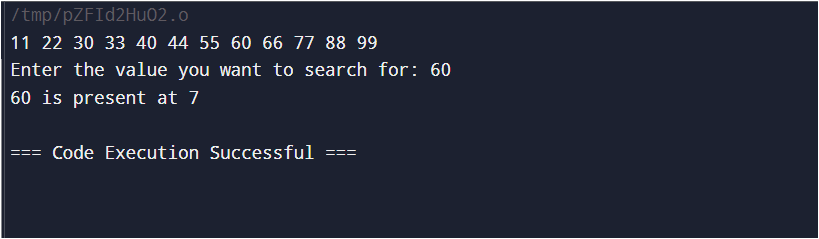 /tmp/pZFId2HuO2.o
11 22 30 33 40 44 55 60 66 77 88 99
Enter the value you want to search for: 60
60 is present at 7
=== Code Execution Successful ===